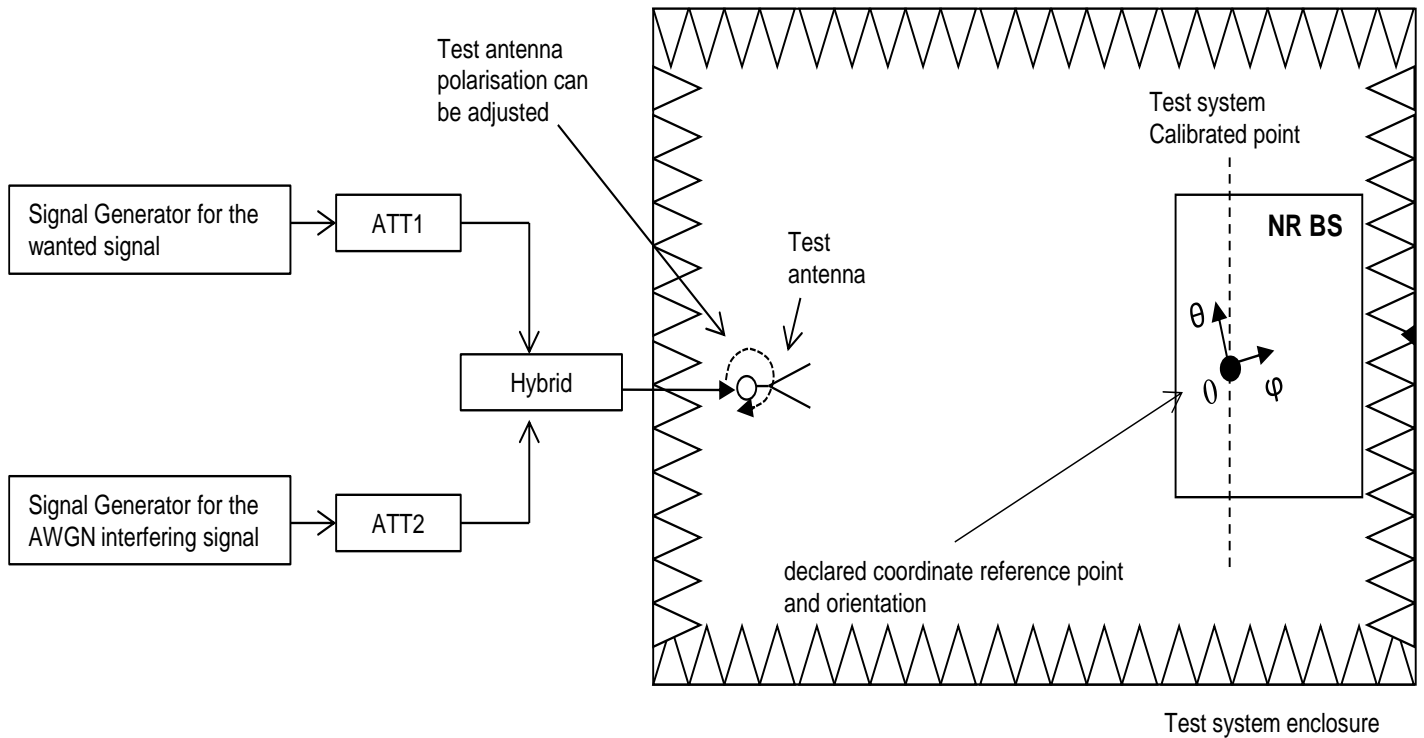 Test antenna
polarisation can
be adjusted
Test system
Calibrated point
Signal Generator for the
wanted signal
ATT1
NR BS
Test
antenna
θ
Hybrid
0
φ
Signal Generator for the
AWGN interfering signal
ATT2
declared coordinate reference point
and orientation
Test system enclosure